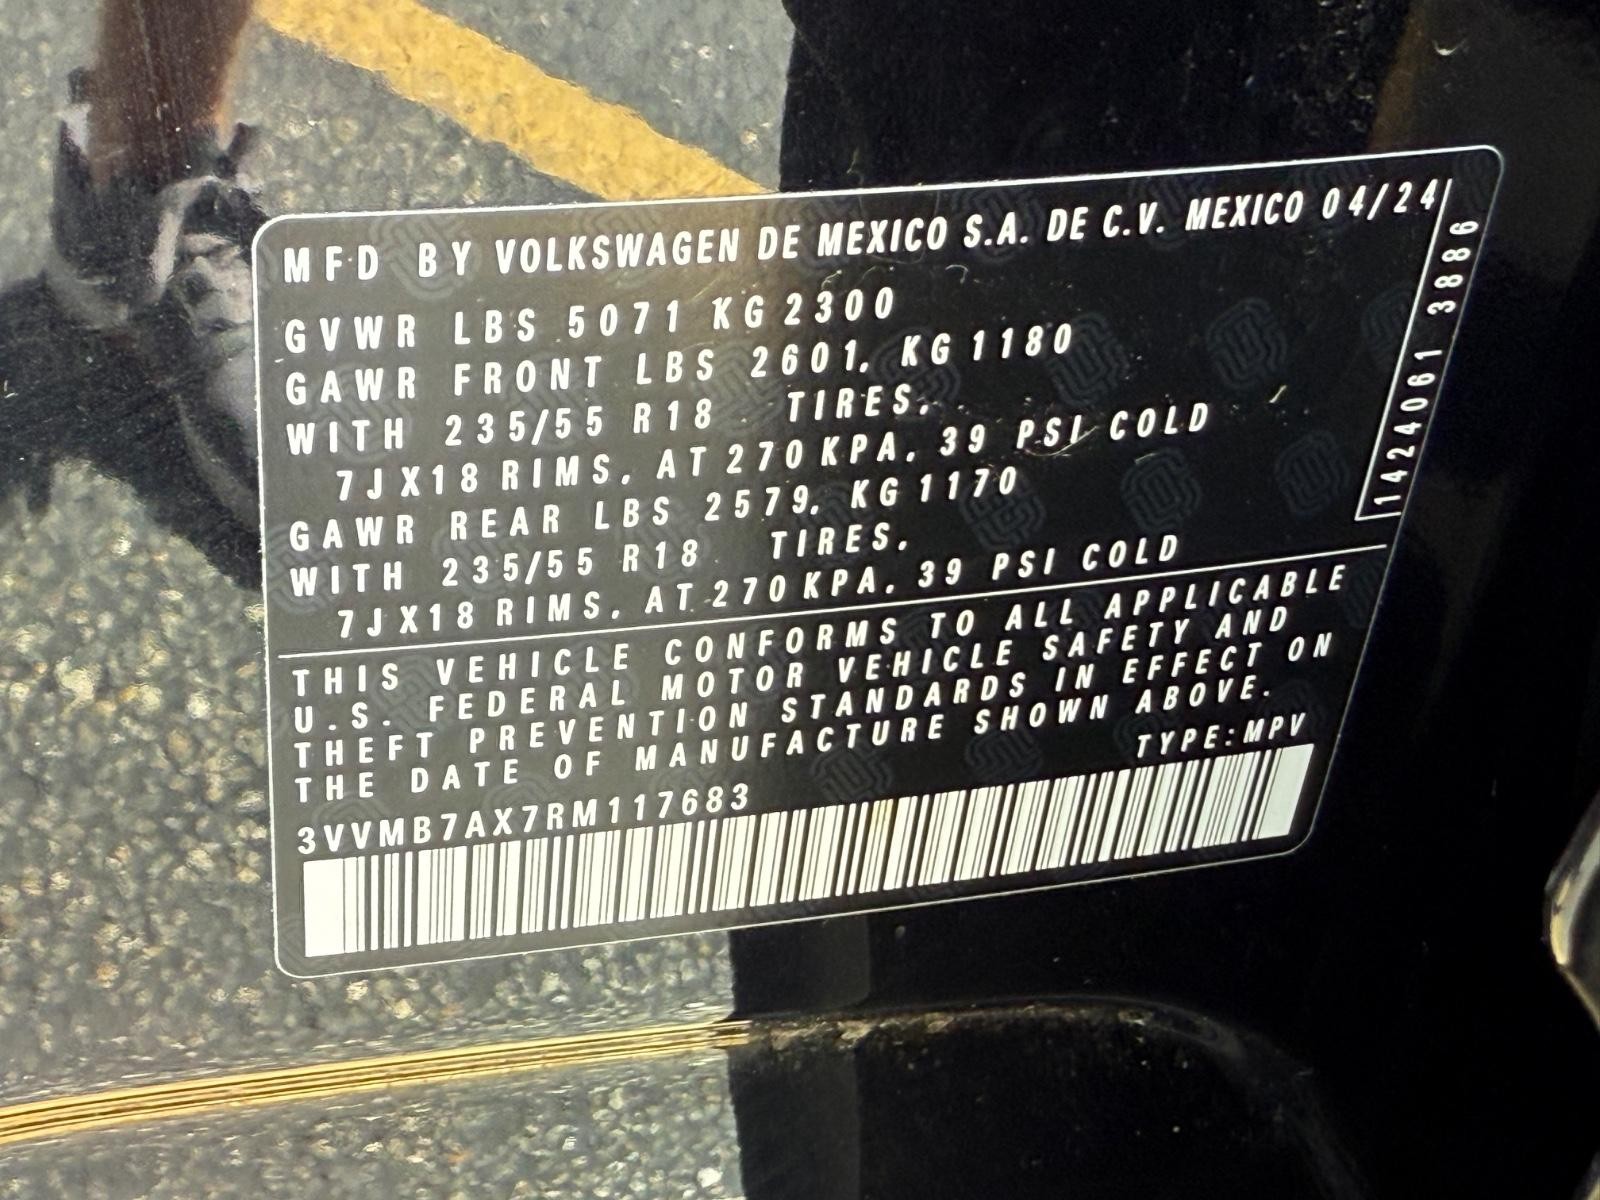 MFD BY VOLKSWAGEN DE MEXICO S.A. DE C.V. MEXICO 04/24
GVWR LBS 5071 KG 2300
GAWR FRONT LBS 2601, KG 1180
WITH 235/55 R18 TIRES,
7JX18 RIMS, AT 270 KPA, 39 PSI COLD
GAWR REAR LBS 2579, KG 1170
WITH 235/55 R18 TIRES,
7JX18 RIMS, AT 270 KPA, 39 PSI COLD
1424061 3886
THIS VEHICLE CONFORMS TO ALL APPLICABLE
U.S. FEDERAL MOTOR VEHICLE SAFETY AND
THEFT PREVENTION STANDARDS IN EFFECT ON
THE DATE OF MANUFACTURE SHOWN ABOVE.
TYPE:MPV
3VVMB7AX7RM117683